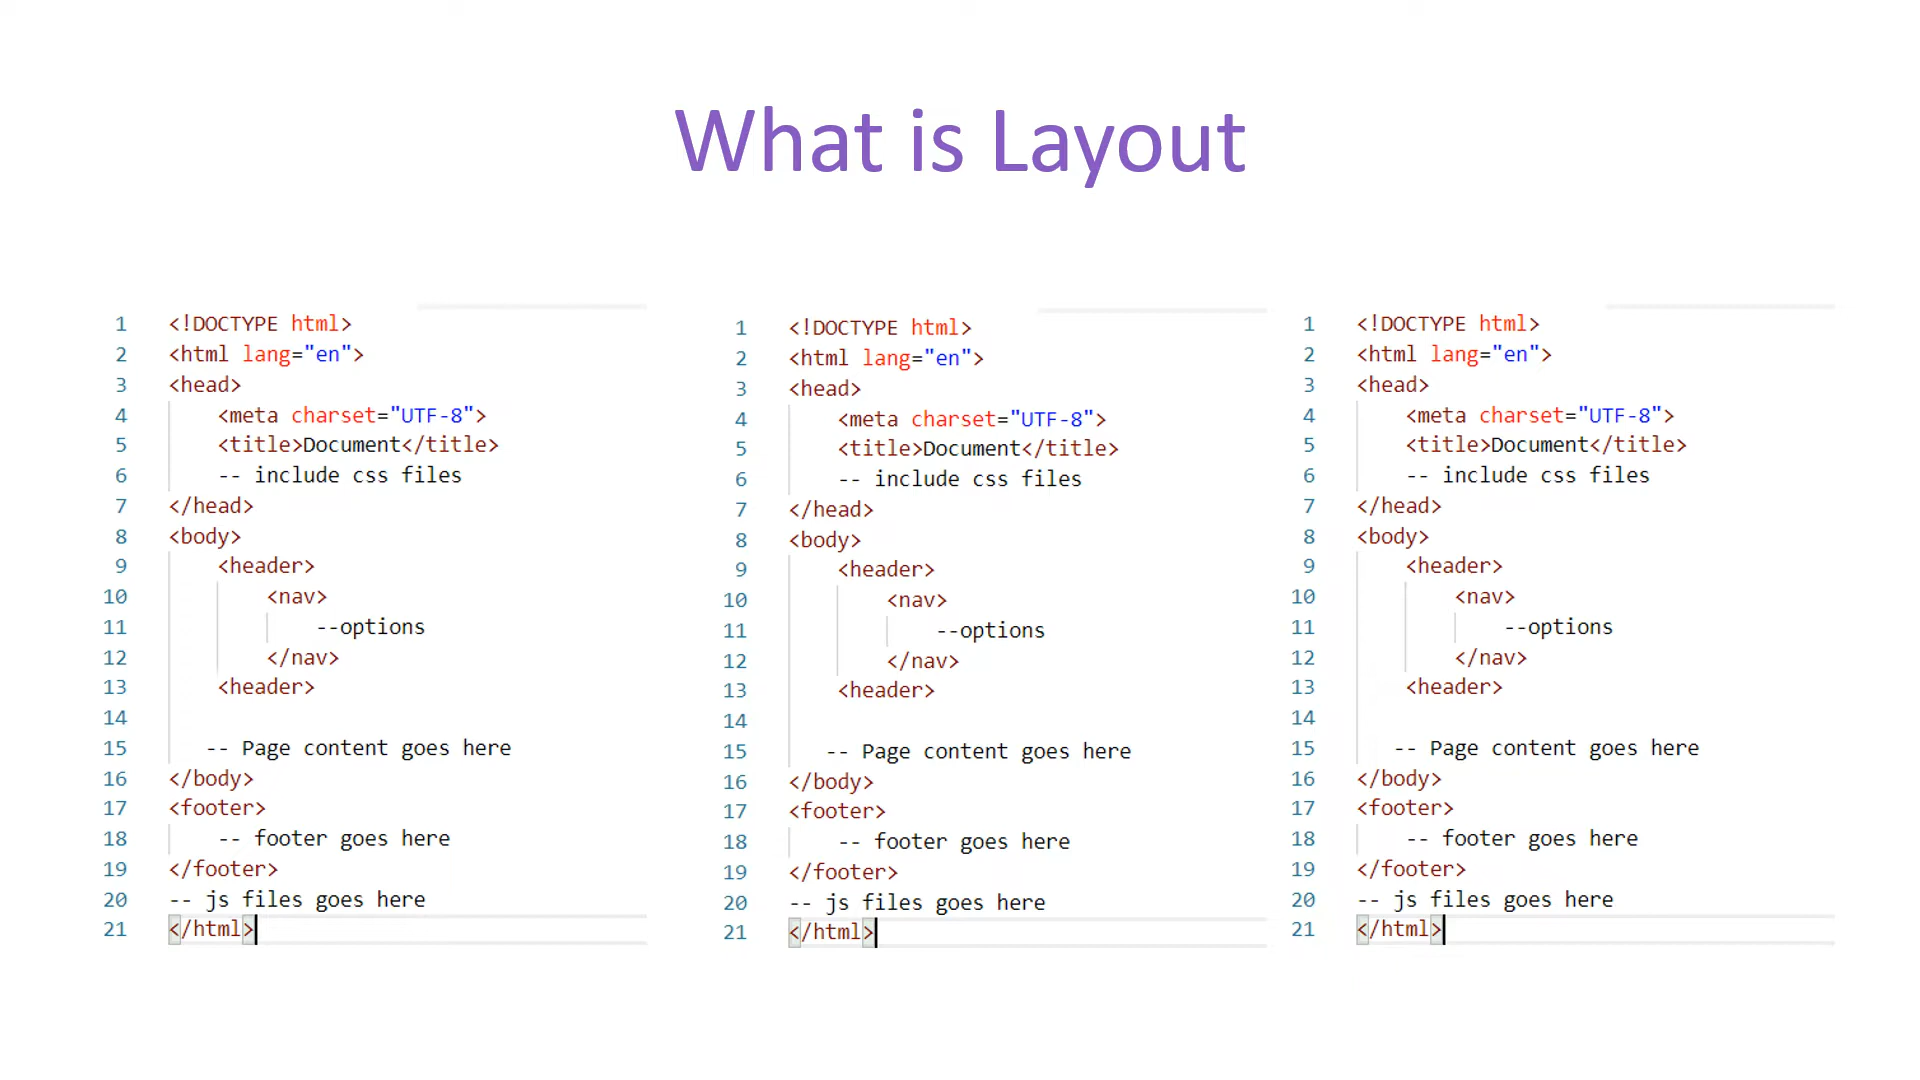 What is Layout
1 <!DOCTYPE html>
2 <html lang="en">
3 <head>
4 <meta charset="UTF-8">
5 <title>Document</title>
6 -- include css files
7 </head>
8 <body>
9 <header>
10 <nav>
11 --options
12 </nav>
13 <header>
14
15 -- Page content goes here
16 </body>
17 <footer>
18 -- footer goes here
19 </footer>
20 -- js files goes here
21 </html>
1 <!DOCTYPE html>
2 <html lang="en">
3 <head>
4 <meta charset="UTF-8">
5 <title>Document</title>
6 -- include css files
7 </head>
8 <body>
9 <header>
10 <nav>
11 --options
12 </nav>
13 <header>
14
15 -- Page content goes here
16 </body>
17 <footer>
18 -- footer goes here
19 </footer>
20 -- js files goes here
21 </html>
1 <!DOCTYPE html>
2 <html lang="en">
3 <head>
4 <meta charset="UTF-8">
5 <title>Document</title>
6 -- include css files
7 </head>
8 <body>
9 <header>
10 <nav>
11 --options
12 </nav>
13 <header>
14
15 -- Page content goes here
16 </body>
17 <footer>
18 -- footer goes here
19 </footer>
20 -- js files goes here
21 </html>